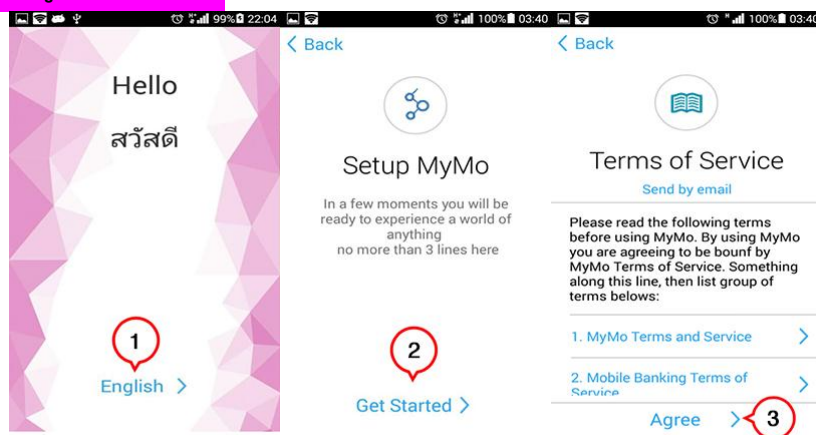 99% 22:04
Hello
สวัสดี
1
English >
100% 03:40
< Back
Setup MyMo
In a few moments you will be
ready to experience a world of
anything
no more than 3 lines here
2
Get Started >
100% 03:40
< Back
Terms of Service
Send by email
Please read the following terms
before using MyMo. By using MyMo
you are agreeing to be bounf by
MyMo Terms of Service. Something
along this line, then list group of
terms belows:
1. MyMo Terms and Service >
2. Mobile Banking Terms of
Service >
Agree >
3